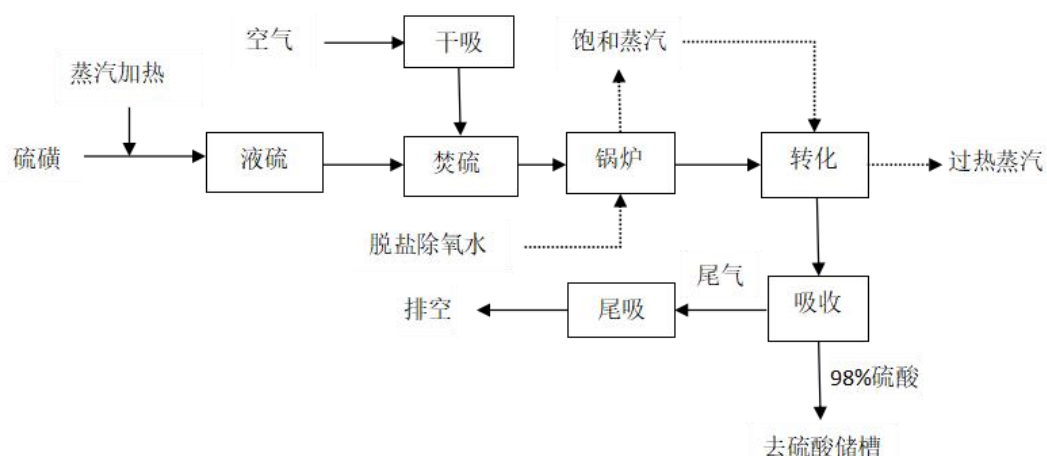 空气
干吸
饱和蒸汽
蒸汽加热
硫磺
液硫
焚硫
锅炉
转化
过热蒸汽
脱盐除氧水
尾气
排空
尾吸
吸收
98%硫酸
去硫酸储槽